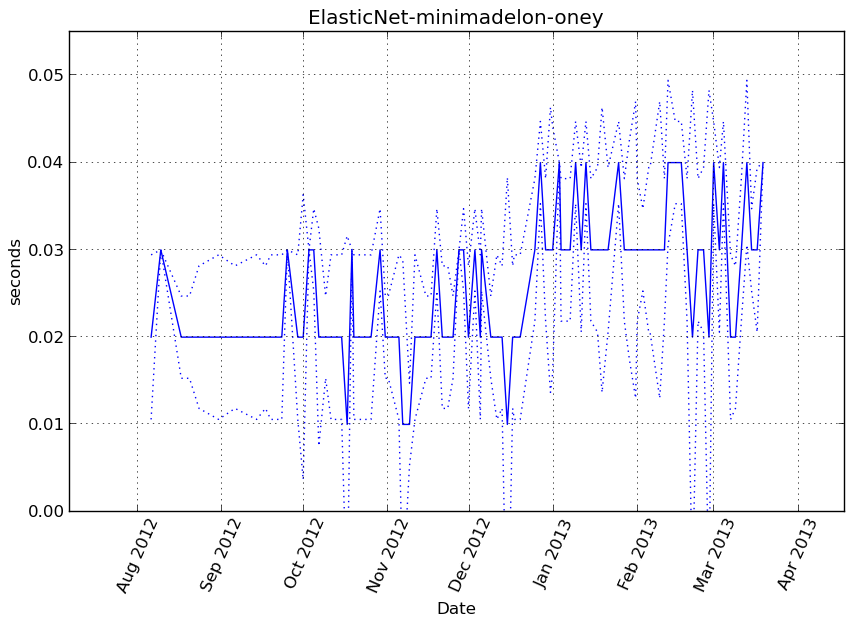 ElasticNet-minimadelon-oney
seconds
0.05
0.04
0.03
0.02
0.01
0.00
Aug 2012
Sep 2012
Oct 2012
Nov 2012
Dec 2012
Jan 2013
Feb 2013
Mar 2013
Apr 2013
Date